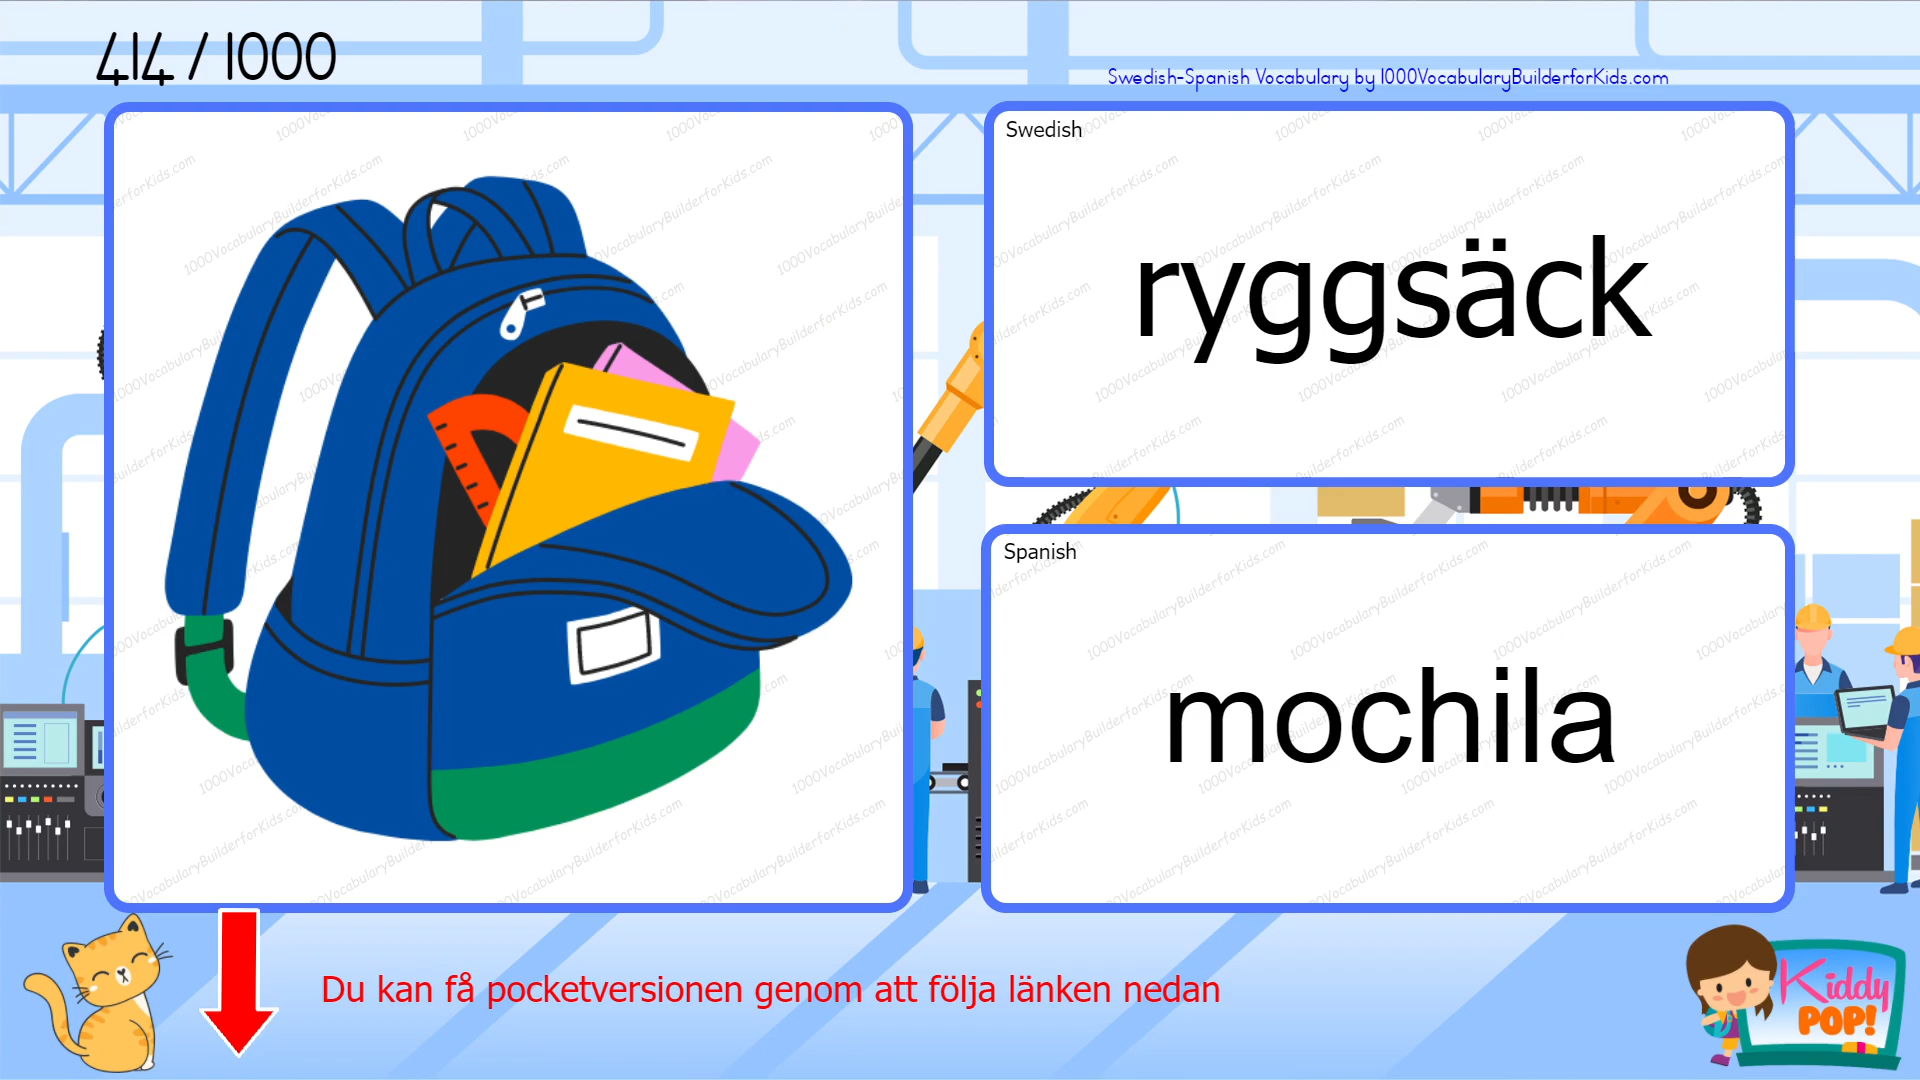 414 / 1000
Swedish-Spanish Vocabulary by 1000VocabularyBuilderforKids.com
Swedish
ryggsäck
Spanish
mochila
Du kan få pocketversionen genom att följa länken nedan
Kiddy
POP!